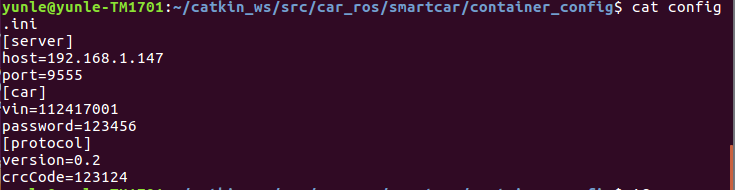 yunle@yunle-TM1701:~/catkin_ws/src/car_ros/smartcar/container_config$ cat config
.ini
[server]
host=192.168.1.147
port=9555
[car]
vin=112417001
password=123456
[protocol]
version=0.2
crcCode=123124